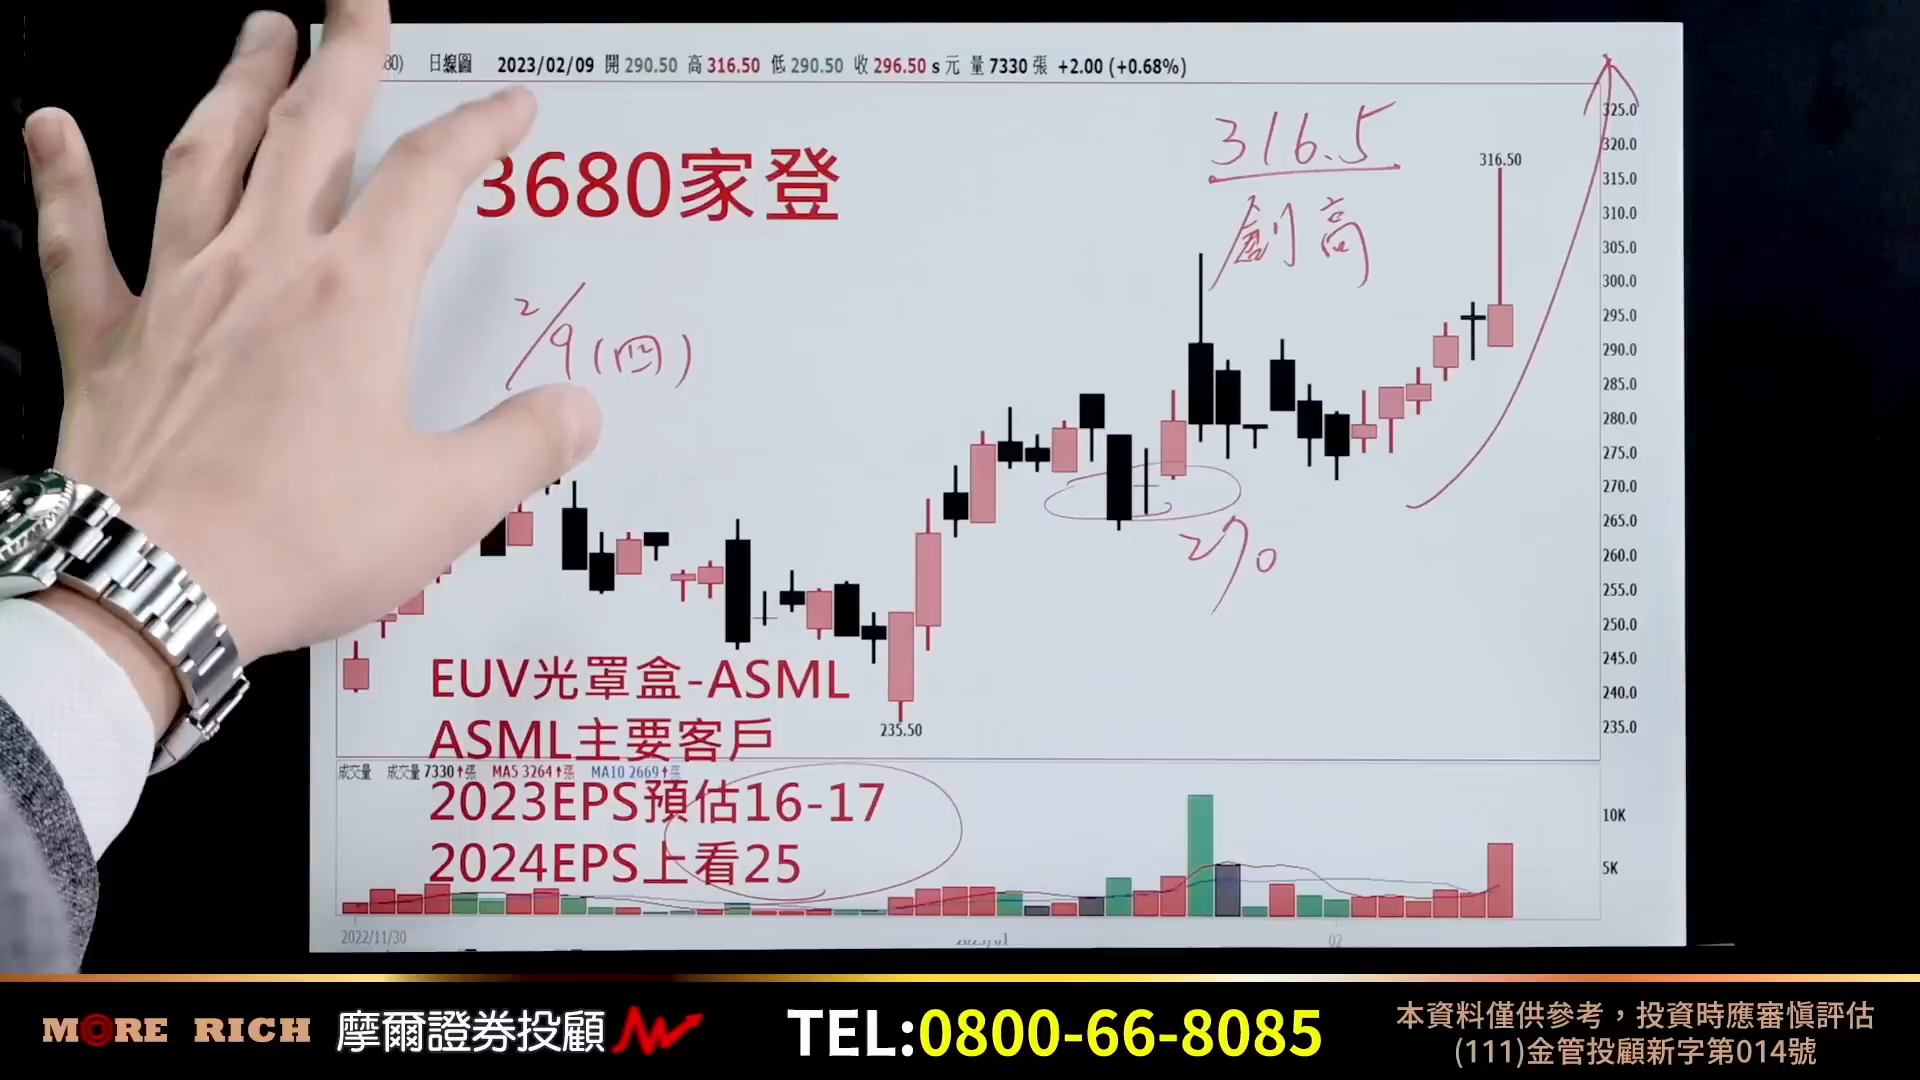 80) 日線圖 2023/02/09 開 290.50 高 316.50 低 290.50 收 296.50 s 元 量 7330 張 +2.00 (+0.68%)
3680家登
316.5
創高
2/9(四)
316.50
325.0
320.0
315.0
310.0
305.0
300.0
295.0
290.0
285.0
280.0
275.0
270.0
265.0
260.0
255.0
250.0
245.0
240.0
235.0
235.50
EUV光罩盒-ASML
ASML主要客戶
成交量 成交量 7330↑張 MA5 3264↑張 MA10 2669↑張
2023EPS預估16-17
2024EPS上看25
10K
5K
2022/11/30
02
MORE RICH 摩爾證券投顧
TEL:0800-66-8085
本資料僅供參考，投資時應審慎評估
(111)金管投顧新字第014號